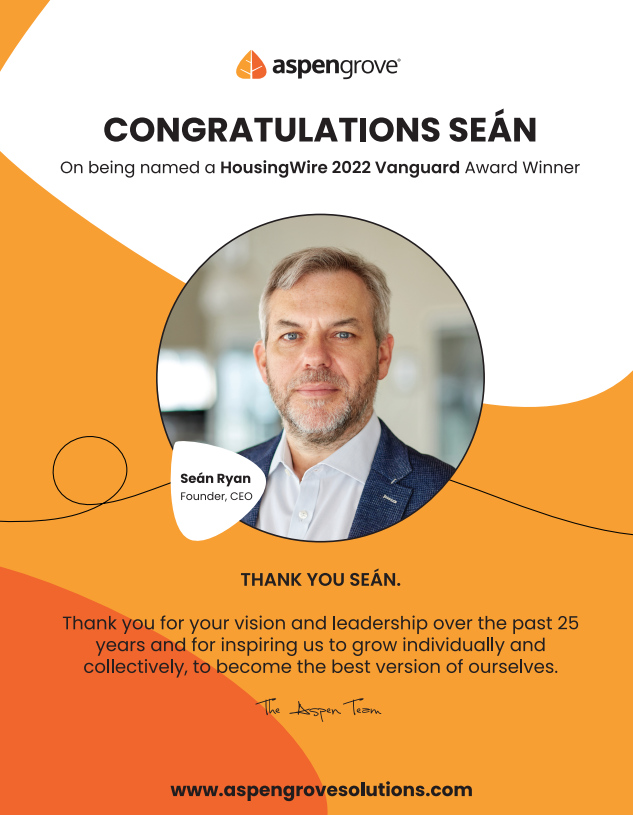 aspengrove®
CONGRATULATIONS SEÁN
On being named a HousingWire 2022 Vanguard Award Winner
Seán Ryan
Founder, CEO
THANK YOU SEÁN.
Thank you for your vision and leadership over the past 25
years and for inspiring us to grow individually and
collectively, to become the best version of ourselves.
The Aspen Team
www.aspengrovesolutions.com